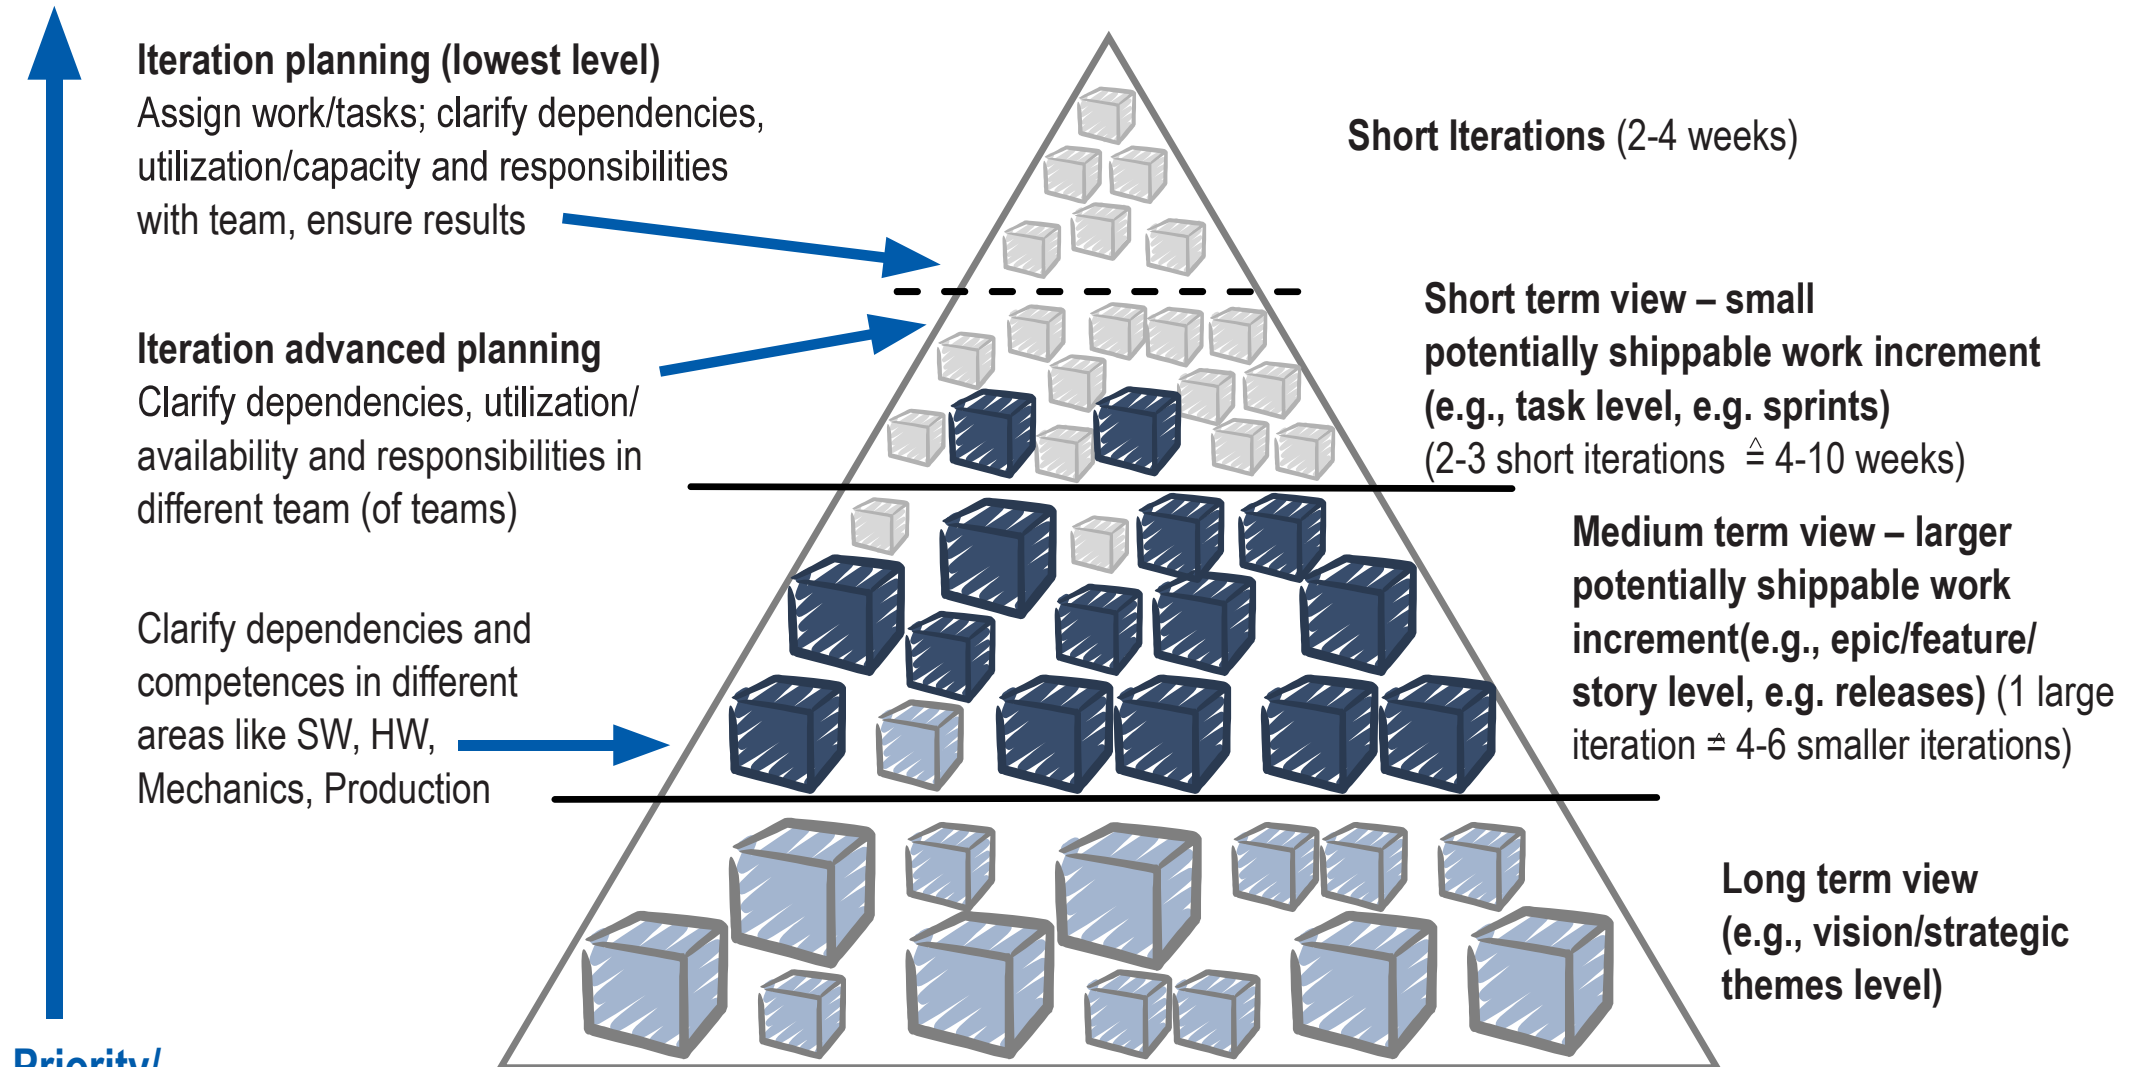 Iteration planning (lowest level)
Assign work/tasks; clarify dependencies,
utilization/capacity and responsibilities
with team, ensure results
Short Iterations (2-4 weeks)
Iteration advanced planning
Clarify dependencies, utilization/
availability and responsibilities in
different team (of teams)
Short term view – small
potentially shippable work increment
(e.g., task level, e.g. sprints)
(2-3 short iterations ≙ 4-10 weeks)
Clarify dependencies and
competences in different
areas like SW, HW,
Mechanics, Production
Medium term view – larger
potentially shippable work
increment(e.g., epic/feature/
story level, e.g. releases) (1 large
iteration ≙ 4-6 smaller iterations)
Long term view
(e.g., vision/strategic
themes level)
Priority/